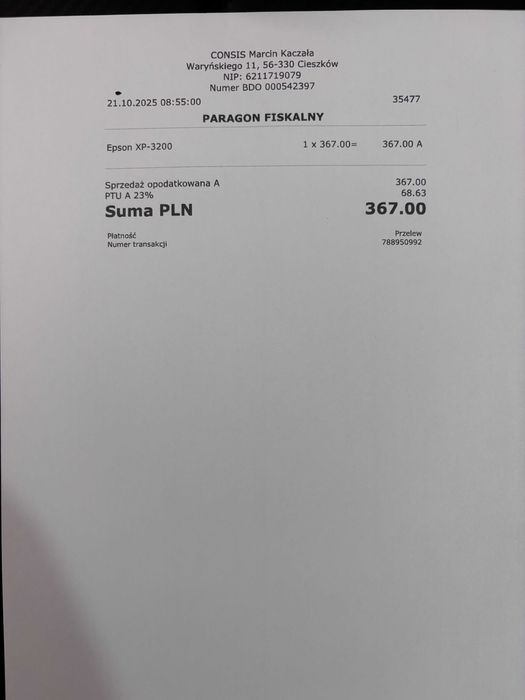 CONSIS Marcin Kaczała
Waryńskiego 11, 56-330 Cieszków
NIP: 6211719079
Numer BDO 000542397
21.10.2025 08:55:00 35477
PARAGON FISKALNY
Epson XP-3200 1 x 367.00= 367.00 A
Sprzedaż opodatkowana A 367.00
PTU A 23% 68.63
Suma PLN 367.00
Płatność Przelew
Numer transakcji 788950992